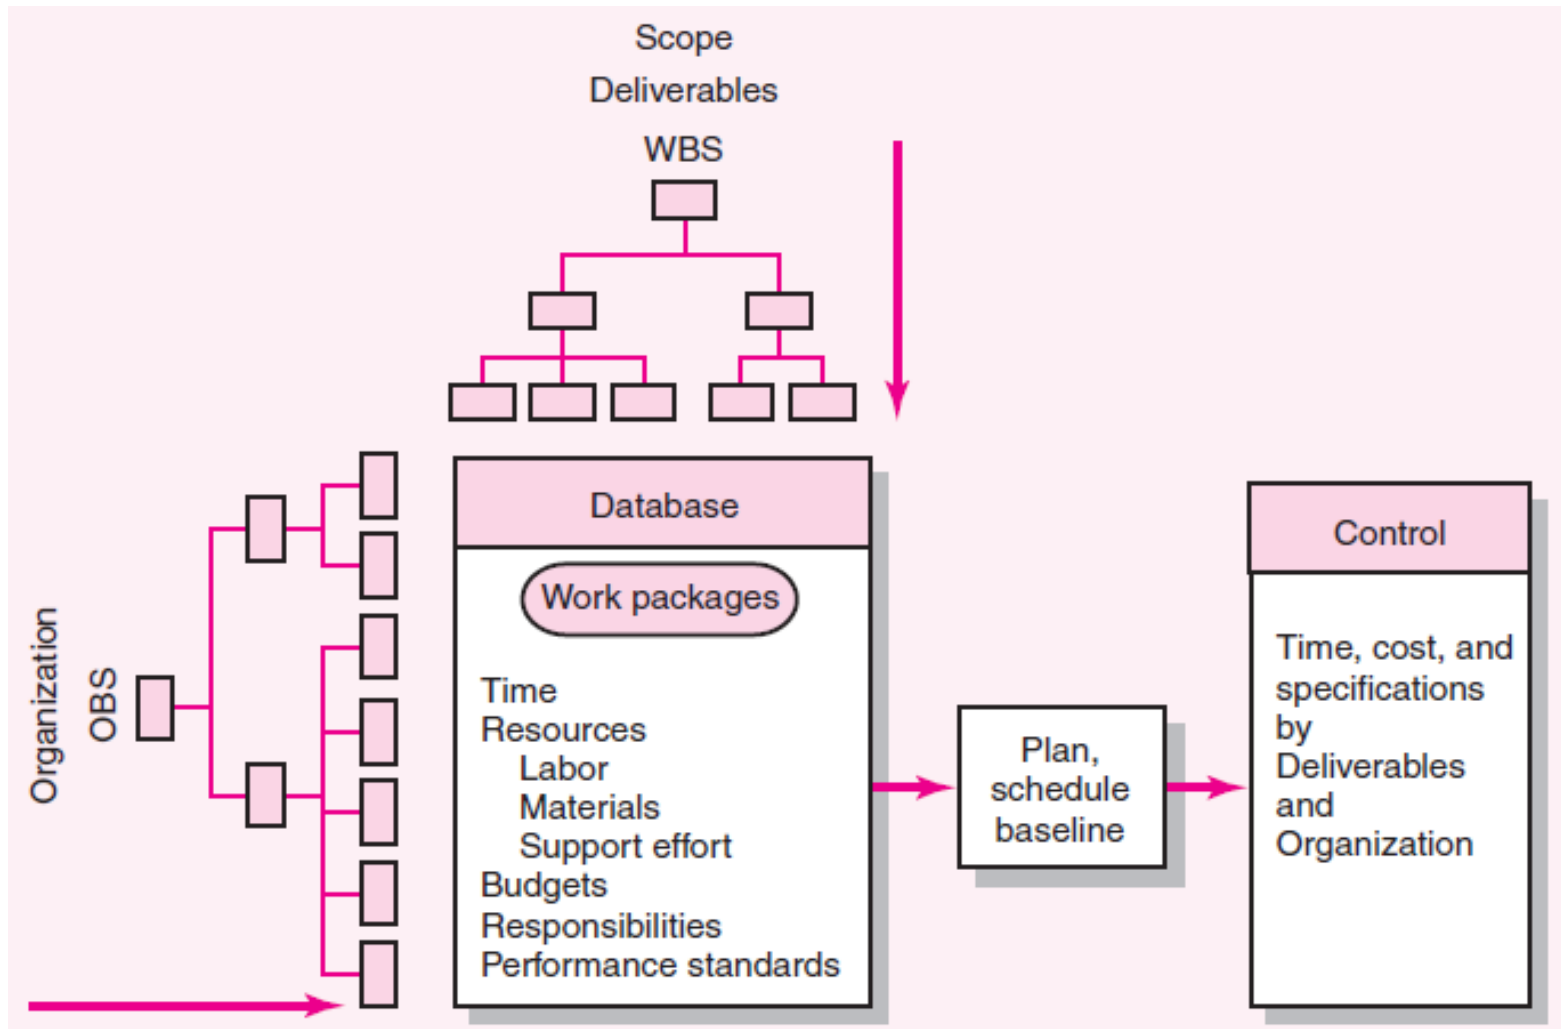 Scope
Deliverables
WBS
Organization
OBS
Database
Work packages
Time
Resources
Labor
Materials
Support effort
Budgets
Responsibilities
Performance standards
Plan,
schedule
baseline
Control
Time, cost, and
specifications
by
Deliverables
and
Organization